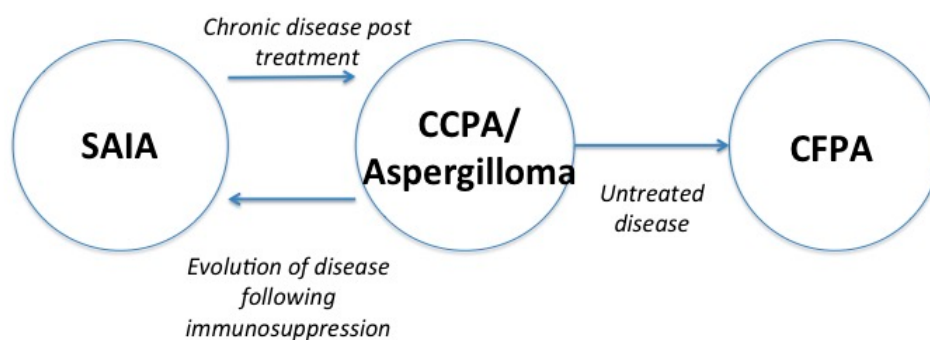 Chronic disease post
treatment
SAIA
CCPA/
Aspergilloma
CFPA
Untreated
disease
Evolution of disease
following
immunosuppression